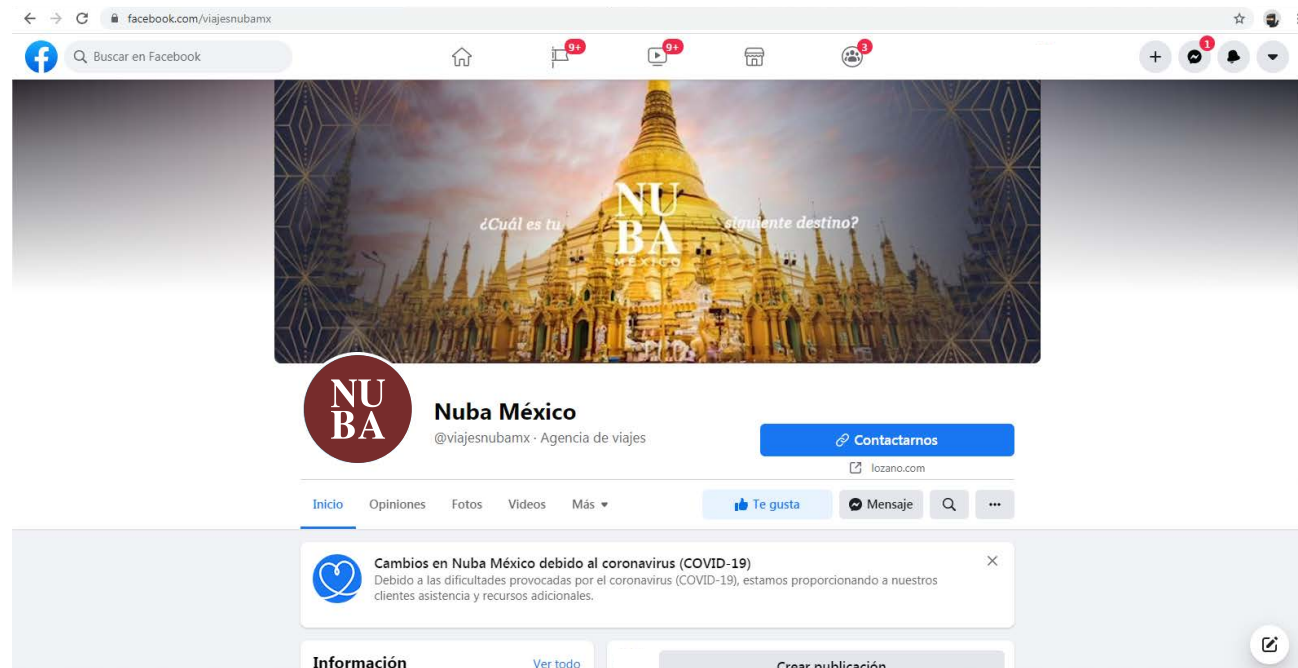 facebook.com/viajesnubamx
Buscar en Facebook
9+
9+
3
1
¿Cuál es tu
NU
BA
MÉXICO
siguiente destino?
NU
BA
Nuba México
@viajesnubamx · Agencia de viajes
Contactarnos
lozano.com
Inicio
Opiniones
Fotos
Videos
Más
Te gusta
Mensaje
Cambios en Nuba México debido al coronavirus (COVID-19)
Debido a las dificultades provocadas por el coronavirus (COVID-19), estamos proporcionando a nuestros
clientes asistencia y recursos adicionales.
Información
Ver todo
Crear publicación